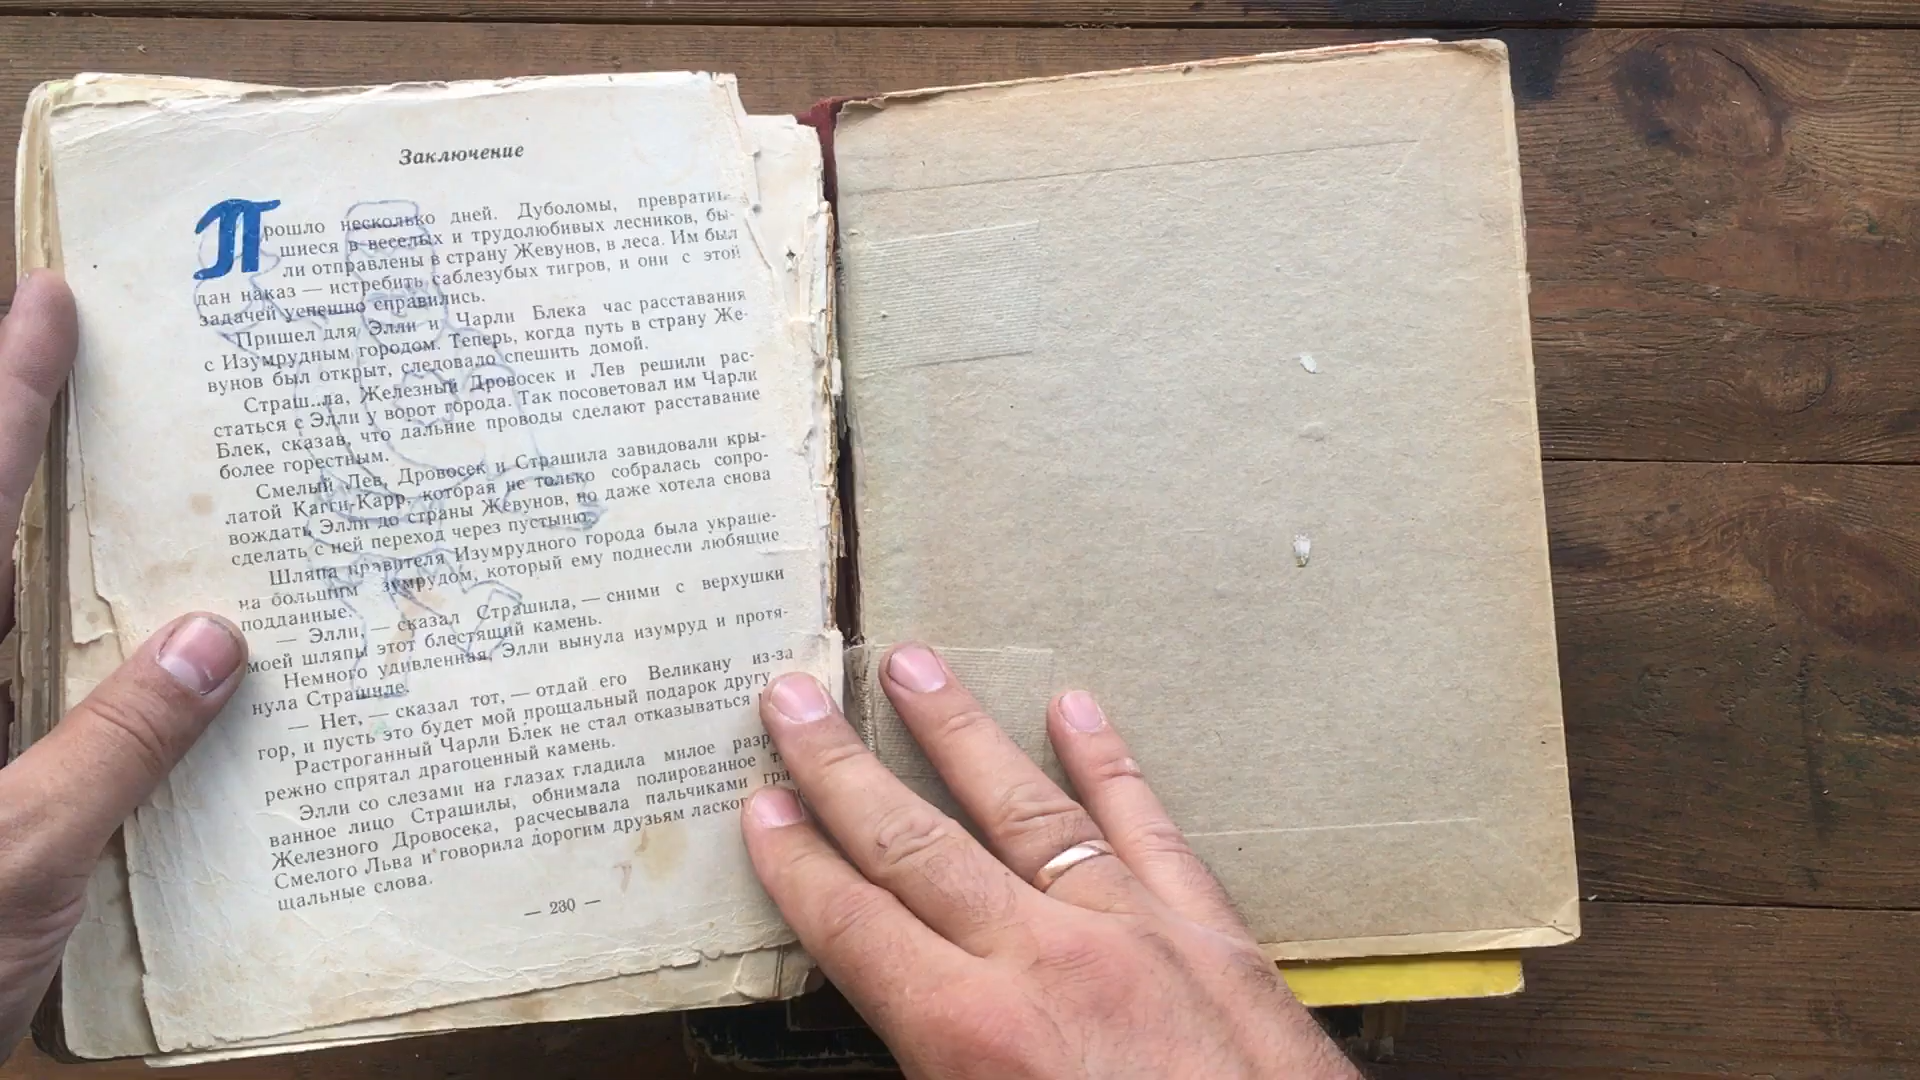 Заключение
Прошло несколько дней. Дуболомы, превратив-
шиеся в веселых и трудолюбивых лесников, бы-
ли отправлены в страну Жевунов, в леса. Им был
дан наказ — истребить саблезубых тигров, и они с этой
задачей успешно справились.
Пришел для Элли и Чарли Блека час расставания
с Изумрудным городом. Теперь, когда путь в страну Же-
вунов был открыт, следовало спешить домой.
Страш..ла, Железный Дровосек и Лев решили рас-
статься с Элли у ворот города. Так посоветовал им Чарли
Блек, сказав, что дальние проводы сделают расставание
более горестным.
Смелый Лев, Дровосек и Страшила завидовали кры-
латой Кагги-Карр, которая не только собралась сопро-
вождать Элли до страны Жевунов, но даже хотела снова
сделать с ней переход через пустыню.
Шляпа правителя Изумрудного города была украше-
на большим зумрудом, который ему поднесли любящие
подданные.
— Элли, — сказал Страшила, — сними с верхушки
моей шляпы этот блестящий камень.
Немного удивленная, Элли вынула изумруд и протя-
нула Страшиле.
— Нет, — сказал тот, — отдай его Великану из-за
гор, и пусть это будет мой прощальный подарок другу.
Растроганный Чарли Блек не стал отказываться
режно спрятал драгоценный камень.
Элли со слезами на глазах гладила милое разр
ванное лицо Страшилы, обнимала полированное
Железного Дровосека, расчесывала пальчиками гри
Смелого Льва и говорила дорогим друзьям ласков
щальные слова.
— 230 —